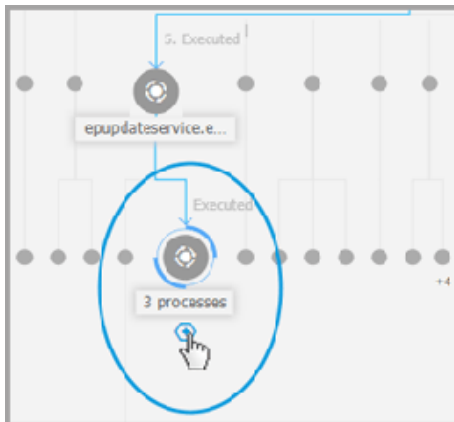 5. Executed
epupdateservice.e...
Executed
3 processes
+4